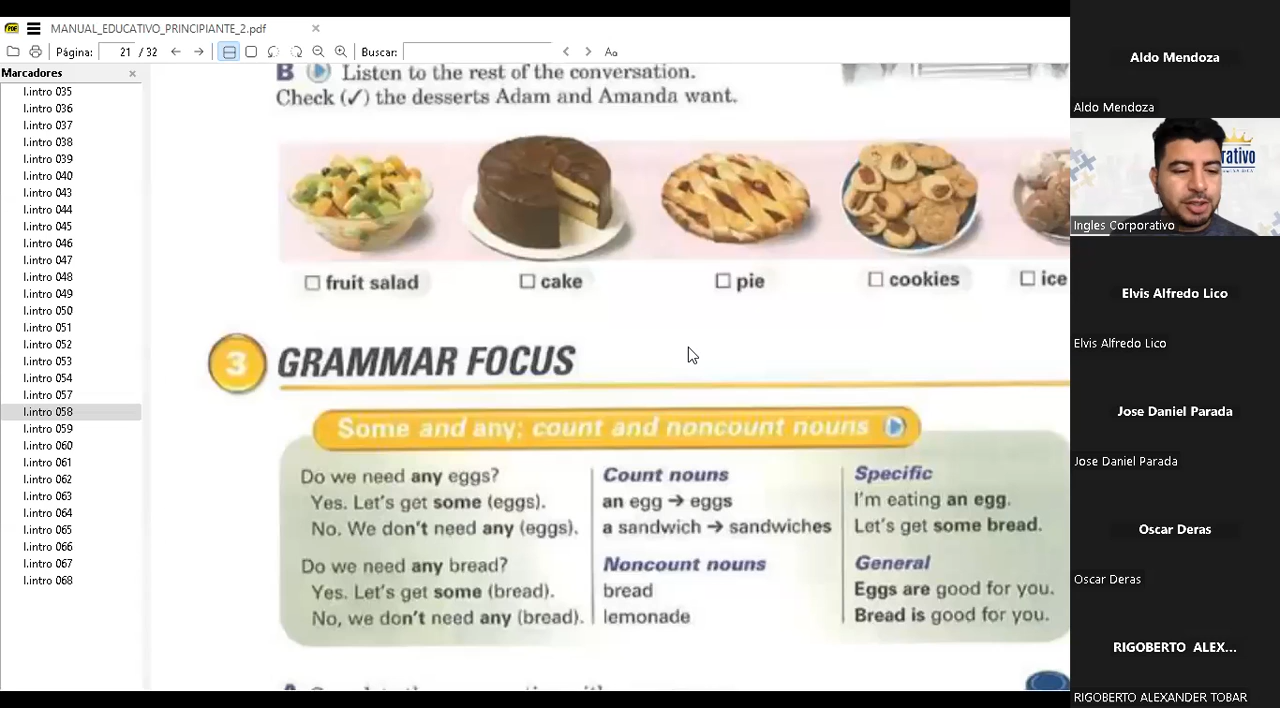 MANUAL_EDUCATIVO_PRINCIPIANTE_2.pdf
Página: 21 / 32 Buscar:
Marcadores
I.intro 035
I.intro 036
I.intro 037
I.intro 038
I.intro 039
I.intro 040
I.intro 043
I.intro 044
I.intro 045
I.intro 046
I.intro 047
I.intro 048
I.intro 049
I.intro 050
I.intro 051
I.intro 052
I.intro 053
I.intro 054
I.intro 057
I.intro 058
I.intro 059
I.intro 060
I.intro 061
I.intro 062
I.intro 063
I.intro 064
I.intro 065
I.intro 066
I.intro 067
I.intro 068
B Listen to the rest of the conversation.
Check (✓) the desserts Adam and Amanda want.
fruit salad
cake
pie
cookies
ice
3 GRAMMAR FOCUS
Some and any; count and noncount nouns
Do we need any eggs?
Yes. Let's get some (eggs).
No. We don't need any (eggs).
Do we need any bread?
Yes. Let's get some (bread).
No, we don't need any (bread).
Count nouns
an egg → eggs
a sandwich → sandwiches
Noncount nouns
bread
lemonade
Specific
I'm eating an egg.
Let's get some bread.
General
Eggs are good for you.
Bread is good for you.
Aldo Mendoza
Aldo Mendoza
Ingles Corporativo
Elvis Alfredo Lico
Elvis Alfredo Lico
Jose Daniel Parada
Jose Daniel Parada
Oscar Deras
Oscar Deras
RIGOBERTO ALEX...
RIGOBERTO ALEXANDER TOBAR